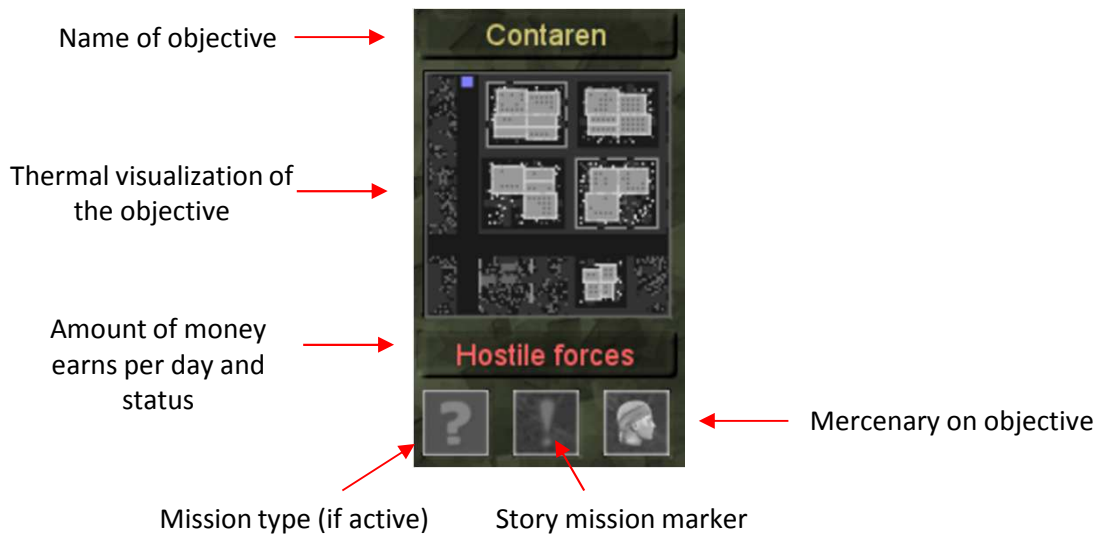 Name of objective
Contaren
Thermal visualization of
the objective
Amount of money
earns per day and
status
Hostile forces
?
!
Mercenary on objective
Mission type (if active)
Story mission marker